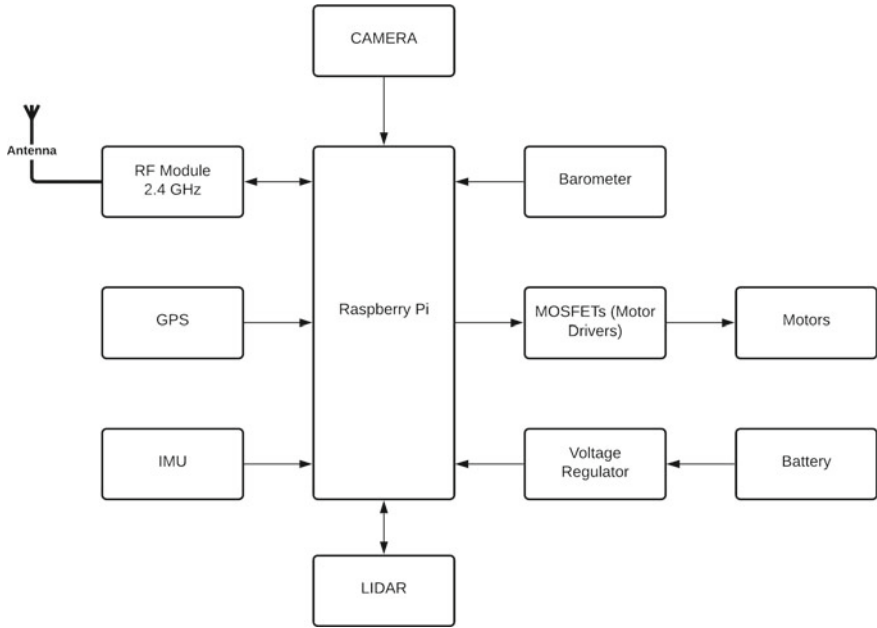 CAMERA
Antenna
RF Module
2.4 GHz
Barometer
GPS
Raspberry Pi
MOSFETs (Motor
Drivers)
Motors
IMU
Voltage
Regulator
Battery
LIDAR